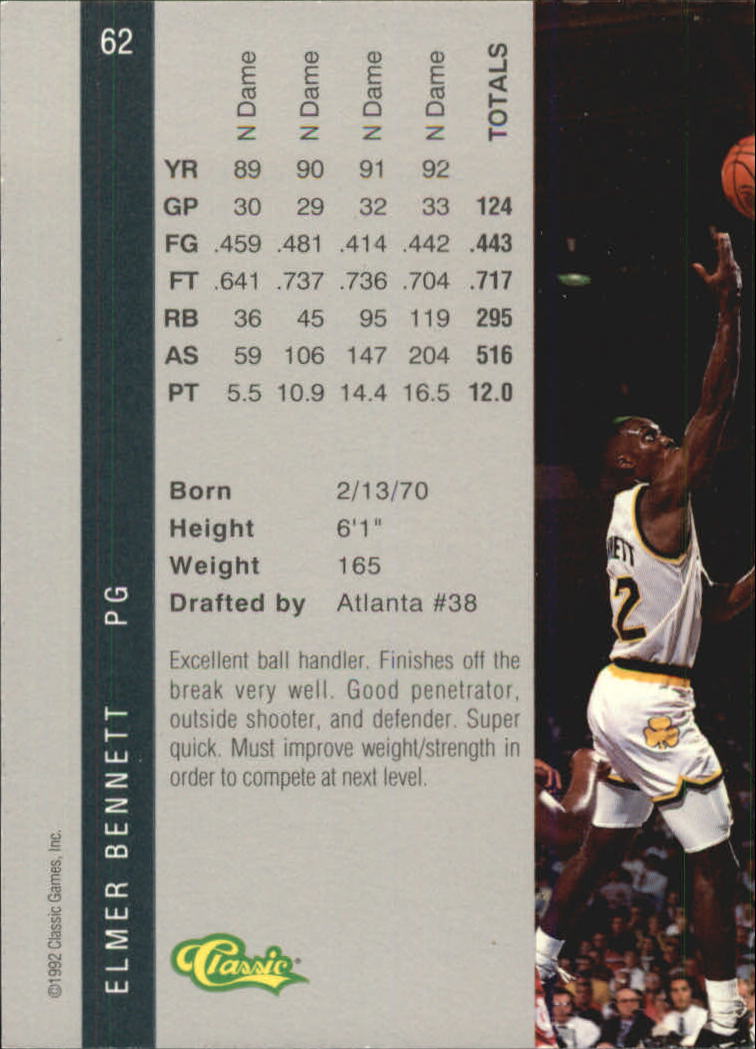 62
N Dame N Dame N Dame N Dame TOTALS
YR 89 90 91 92
GP 30 29 32 33 124
FG .459 .481 .414 .442 .443
FT .641 .737 .736 .704 .717
RB 36 45 95 119 295
AS 59 106 147 204 516
PT 5.5 10.9 14.4 16.5 12.0
Born 2/13/70
Height 6'1"
Weight 165
Drafted by Atlanta #38
Excellent ball handler. Finishes off the
break very well. Good penetrator,
outside shooter, and defender. Super
quick. Must improve weight/strength in
order to compete at next level.
Classic
ELMER BENNETT PG
©1992 Classic Games, Inc.
NETT
2